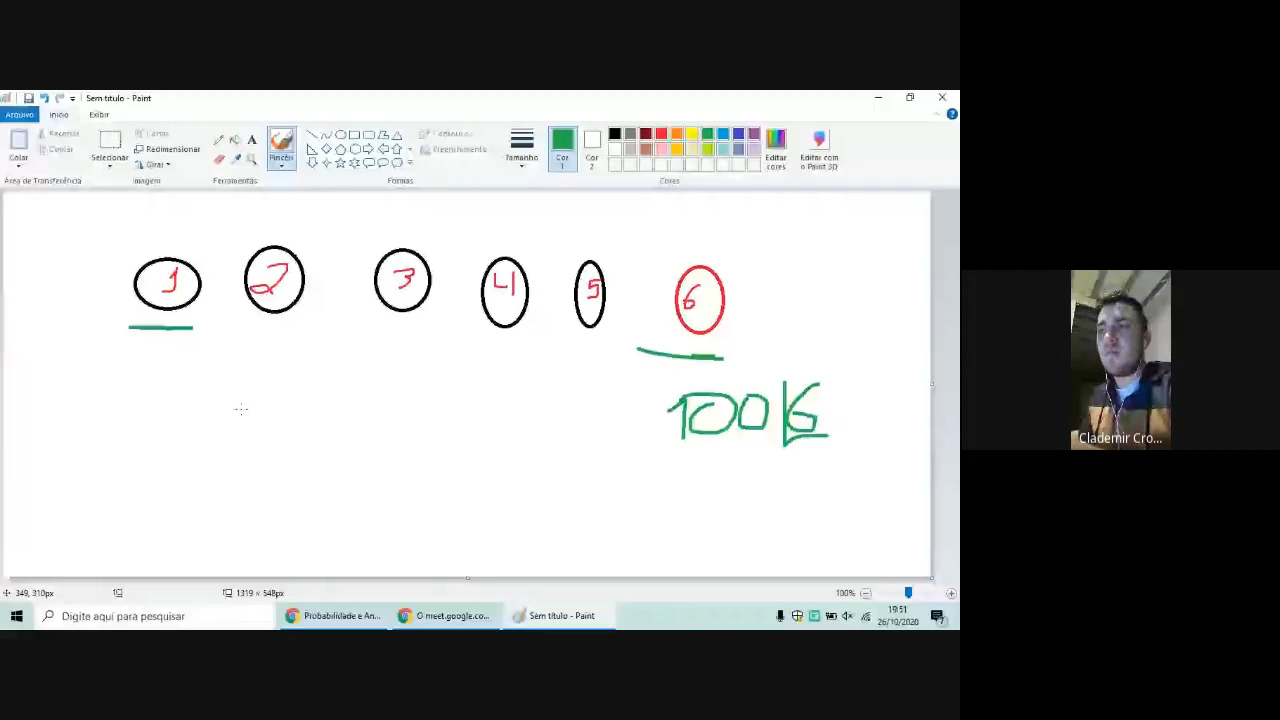 Sem título - Paint
Arquivo Início Exibir
Colar
Recortar
Copiar
Selecionar
Redimensionar
Girar
Pincéis
Tamanho
Cor 1
Cor 2
Editar cores
Editar com o Paint 3D
Preenchimento
Área de Transferência Imagem Ferramentas Formas Cores
1 2 3 4 5 6
100 6
Clademir Cro...
349, 310px 1319 × 548px 100%
Digite aqui para pesquisar Probabilidade e An... O meet.google.co... Sem título - Paint 19:51
26/10/2020